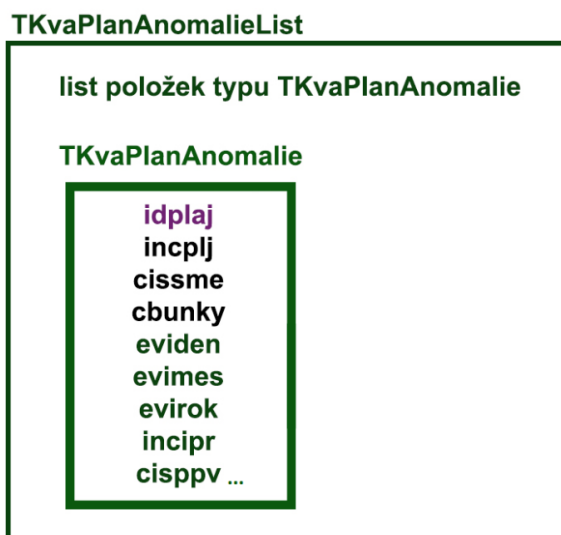 TKvaPlanAnomalieList
list položek typu TKvaPlanAnomalie
TKvaPlanAnomalie
idplaj
incplj
cissme
cbunky
eviden
evimes
evirok
incipr
cisppv ...